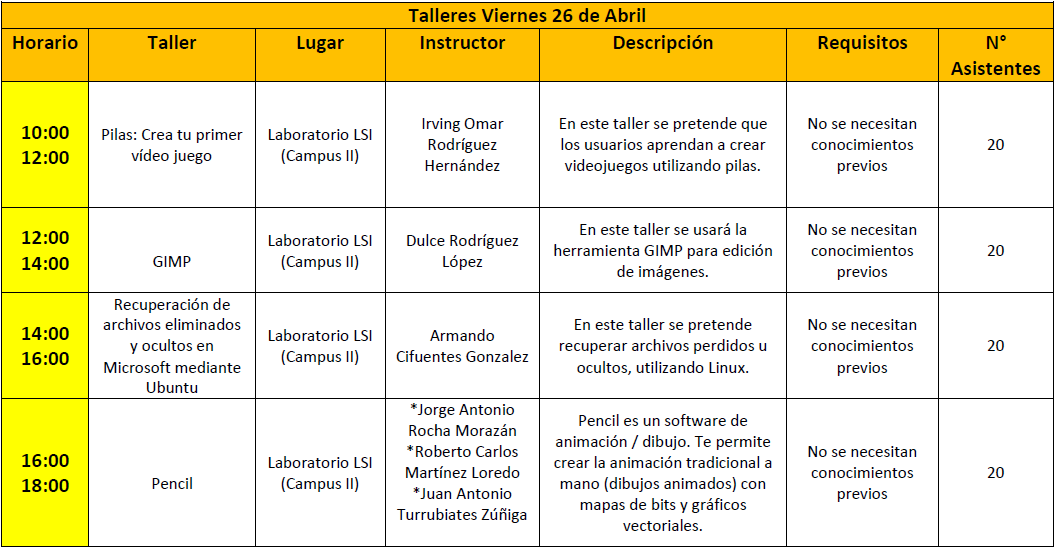 Talleres Viernes 26 de Abril
Horario
Taller
Lugar
Instructor
Descripción
Requisitos
N°
Asistentes
10:00
12:00
Pilas: Crea tu primer
vídeo juego
Laboratorio LSI
(Campus II)
Irving Omar
Rodríguez
Hernández
En este taller se pretende que
los usuarios aprendan a crear
videojuegos utilizando pilas.
No se necesitan
conocimientos
previos
20
12:00
14:00
GIMP
Laboratorio LSI
(Campus II)
Dulce Rodríguez
López
En este taller se usará la
herramienta GIMP para edición
de imágenes.
No se necesitan
conocimientos
previos
20
14:00
16:00
Recuperación de
archivos eliminados
y ocultos en
Microsoft mediante
Ubuntu
Laboratorio LSI
(Campus II)
Armando
Cifuentes Gonzalez
En este taller se pretende
recuperar archivos perdidos u
ocultos, utilizando Linux.
No se necesitan
conocimientos
previos
20
16:00
18:00
Pencil
Laboratorio LSI
(Campus II)
*Jorge Antonio
Rocha Morazán
*Roberto Carlos
Martínez Loredo
*Juan Antonio
Turrubiates Zúñiga
Pencil es un software de
animación / dibujo. Te permite
crear la animación tradicional a
mano (dibujos animados) con
mapas de bits y gráficos
vectoriales.
No se necesitan
conocimientos
previos
20